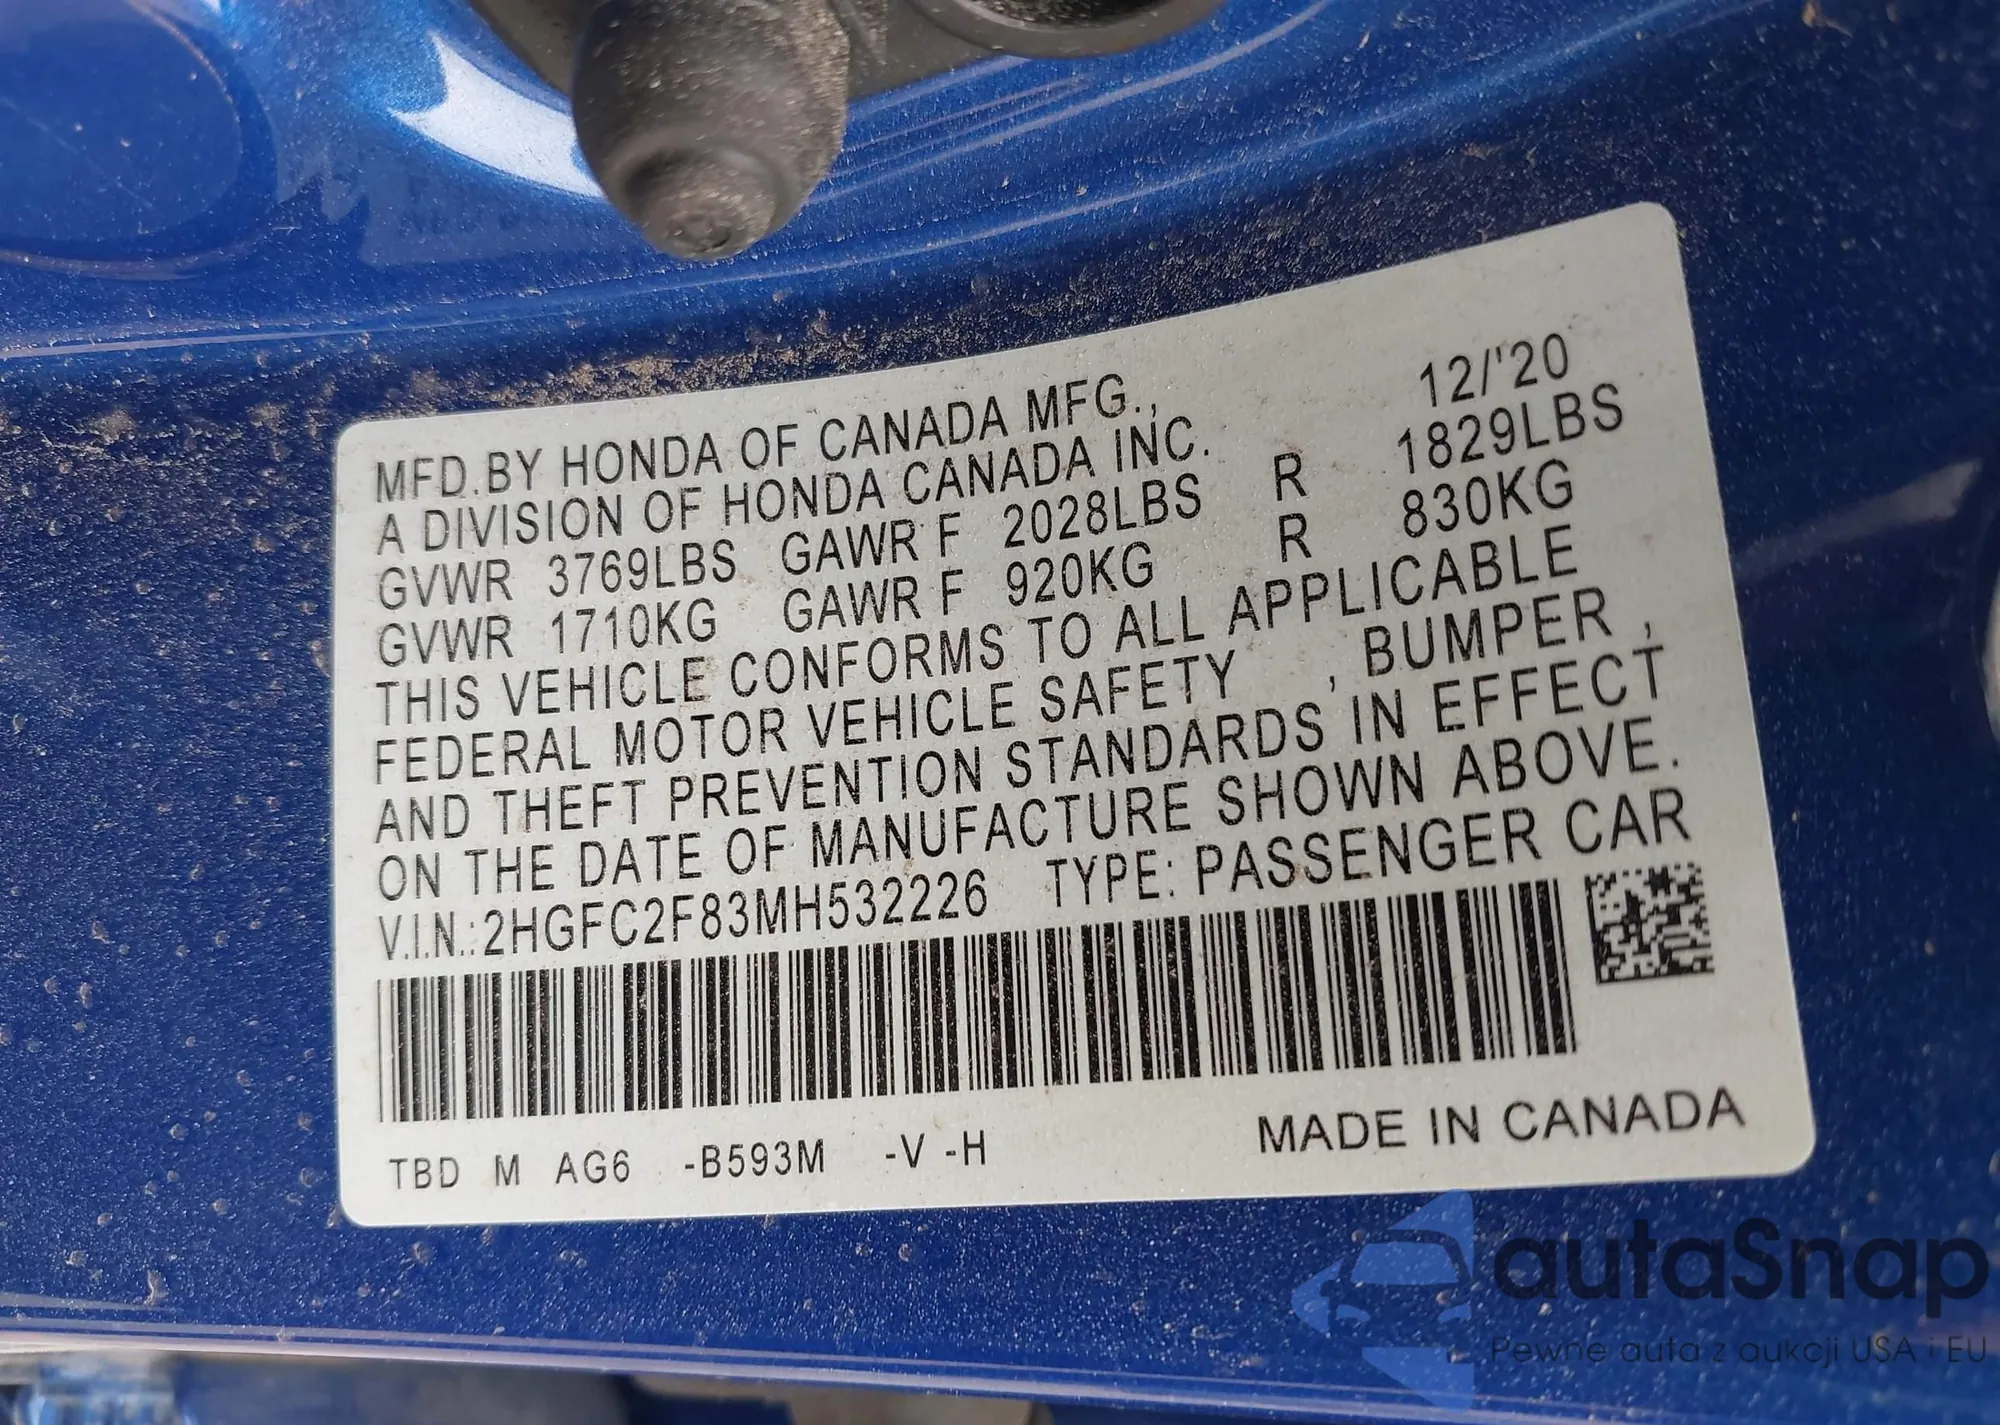 MFD.BY HONDA OF CANADA MFG., 12/'20
A DIVISION OF HONDA CANADA INC.
GVWR 3769LBS GAWR F 2028LBS R 1829LBS
GVWR 1710KG GAWR F 920KG R 830KG
THIS VEHICLE CONFORMS TO ALL APPLICABLE
FEDERAL MOTOR VEHICLE SAFETY , BUMPER ,
AND THEFT PREVENTION STANDARDS IN EFFECT
ON THE DATE OF MANUFACTURE SHOWN ABOVE.
V.I.N.:2HGFC2F83MH532226 TYPE: PASSENGER CAR
TBD M AG6 -B593M -V -H MADE IN CANADA
autaSnap
Pewne auta z aukcji USA i EU